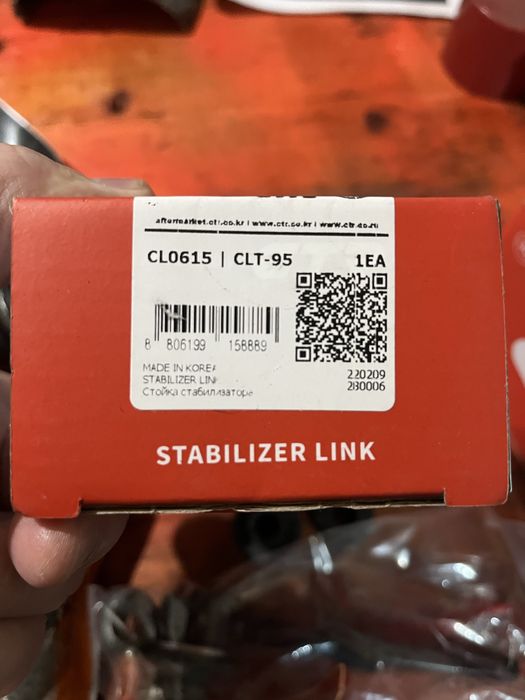 aftermarket.ctr.co.kr | www.ctr.co.kr | www.ctr.co.ru
CL0615 | CLT-95 1EA
8 806199 158889
MADE IN KOREA
STABILIZER LINK
Стойка стабилизатора
220209
2B0006
STABILIZER LINK